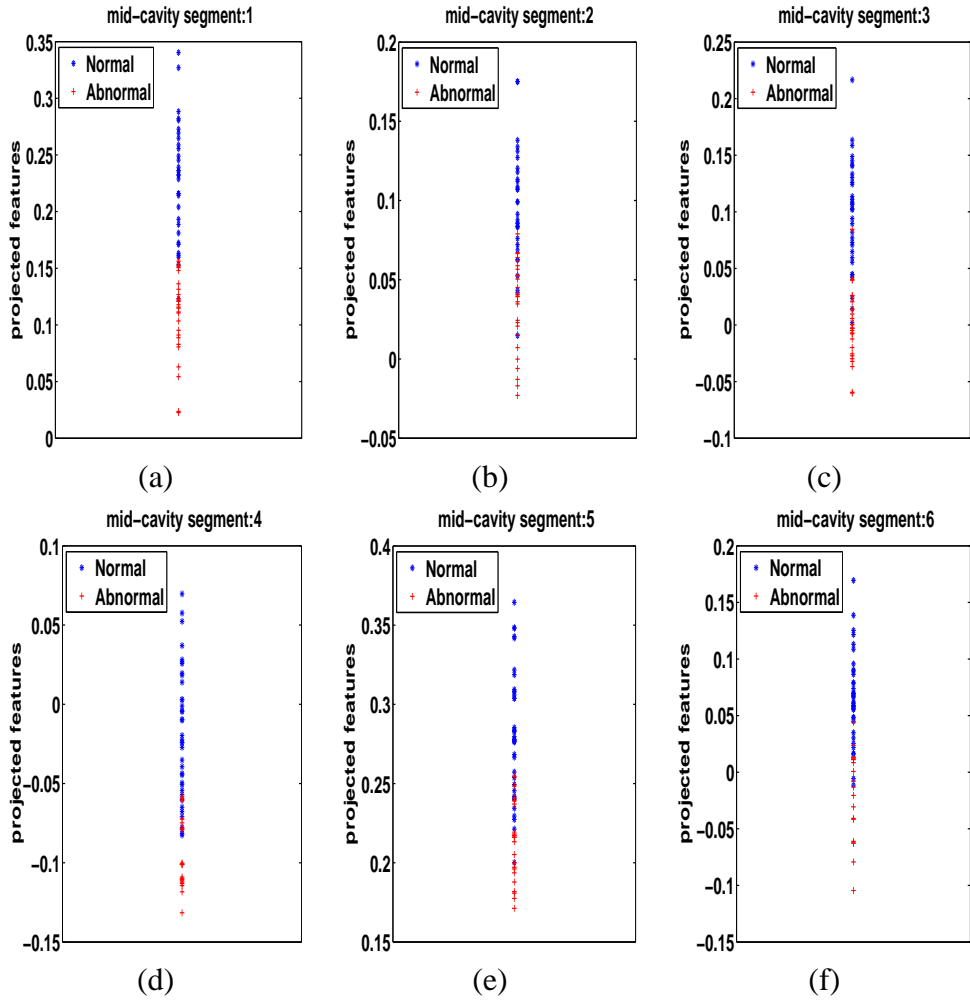 mid−cavity segment:1
0.35
0.3
0.25
0.2
0.15
0.1
0.05
0
projected features
Normal
Abnormal
(a)
mid−cavity segment:2
0.2
0.15
0.1
0.05
0
−0.05
projected features
Normal
Abnormal
(b)
mid−cavity segment:3
0.25
0.2
0.15
0.1
0.05
0
−0.05
−0.1
projected features
Normal
Abnormal
(c)
mid−cavity segment:4
0.1
0.05
0
−0.05
−0.1
−0.15
projected features
Normal
Abnormal
(d)
mid−cavity segment:5
0.4
0.35
0.3
0.25
0.2
0.15
projected features
Normal
Abnormal
(e)
mid−cavity segment:6
0.2
0.15
0.1
0.05
0
−0.05
−0.1
−0.15
projected features
Normal
Abnormal
(f)